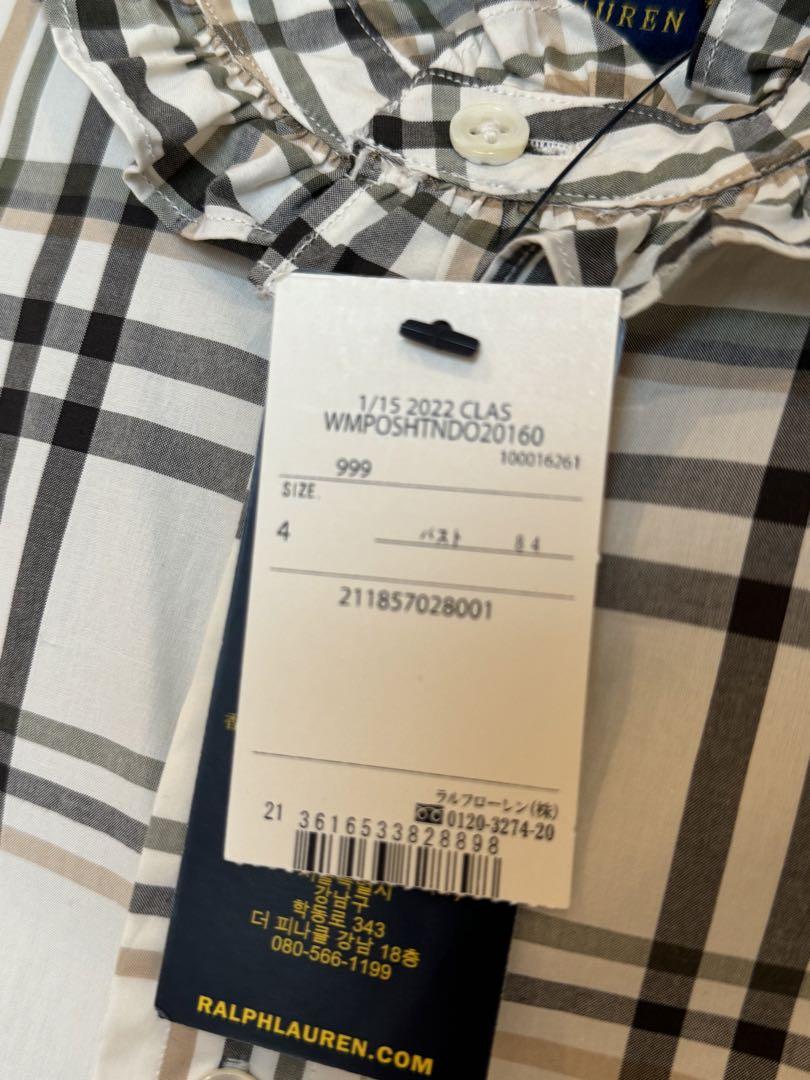 UREN
1/15 2022 CLAS
WMPOSHTNDO20160
100016261
999
SIZE.
4 バスト 84
211857028001
ラルフローレン(株)
0120-3274-20
21 3616533828898
강남구
학동로 343
더 피나클 강남 18층
080-566-1199
RALPHLAUREN.COM